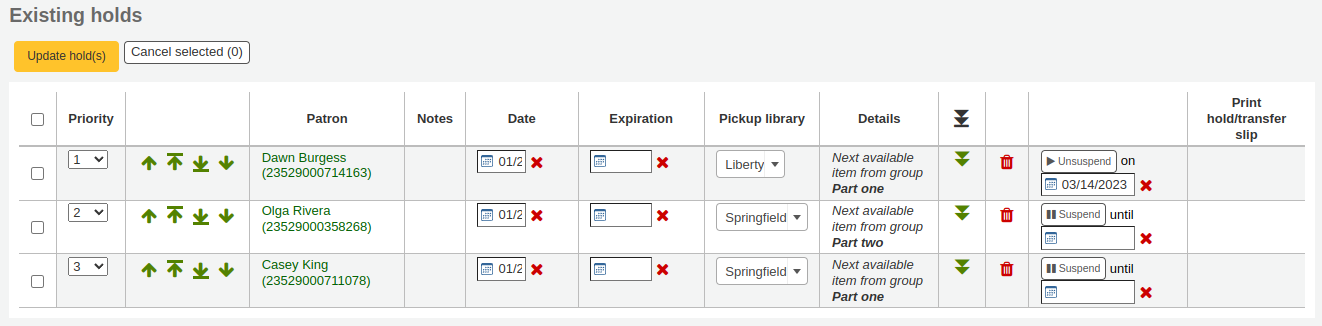 Existing holds
Update hold(s) Cancel selected (0)
Priority Patron Notes Date Expiration Pickup library Details Print hold/transfer slip
1 Dawn Burgess (23529000714163) 01/2 Liberty Next available item from group Part one Unsuspend on 03/14/2023
2 Olga Rivera (23529000358268) 01/2 Springfield Next available item from group Part two Suspend until
3 Casey King (23529000711078) 01/2 Springfield Next available item from group Part one Suspend until